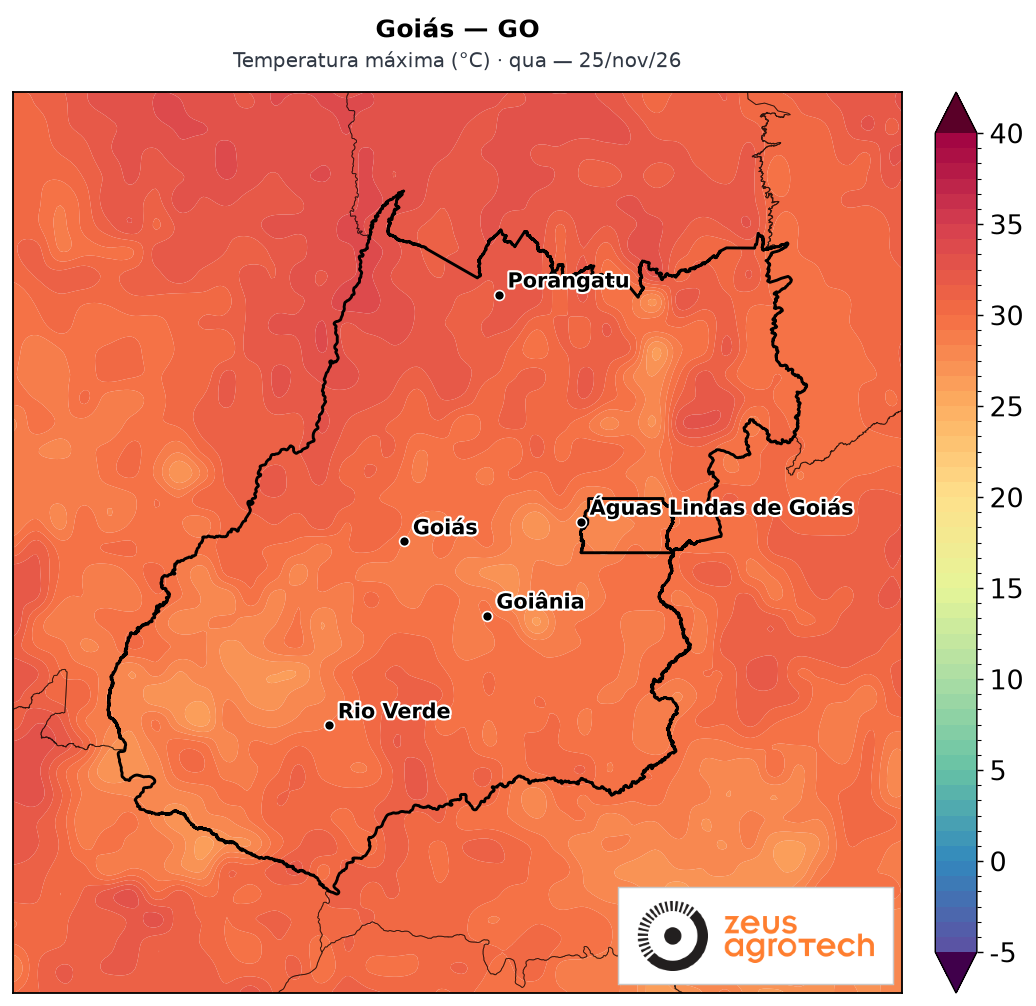 Goiás — GO
Temperatura máxima (°C) · qua — 25/nov/26
40
35
30
25
20
15
10
5
0
-5
Porangatu
Águas Lindas de Goiás
Goiás
Goiânia
Rio Verde
zeus
agrotech